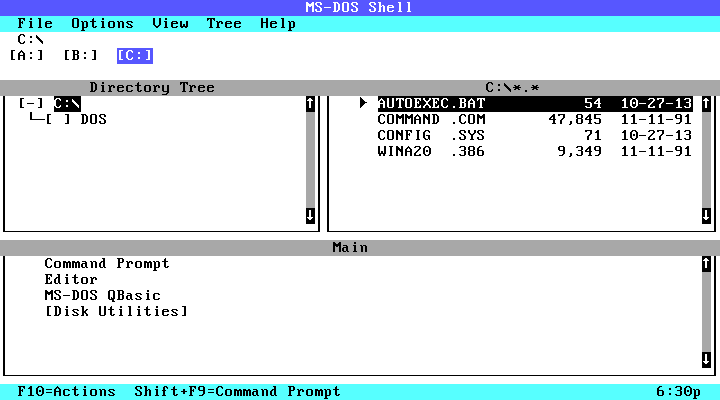 MS-DOS Shell
File Options View Tree Help
C:\
[A:] [B:] [C:]
Directory Tree
[-] C:\
[ ] DOS
C:\*.*
AUTOEXEC.BAT 54 10-27-13
COMMAND .COM 47,845 11-11-91
CONFIG .SYS 71 10-27-13
WINA20 .386 9,349 11-11-91
Main
Command Prompt
Editor
MS-DOS QBasic
[Disk Utilities]
F10=Actions Shift+F9=Command Prompt 6:30p